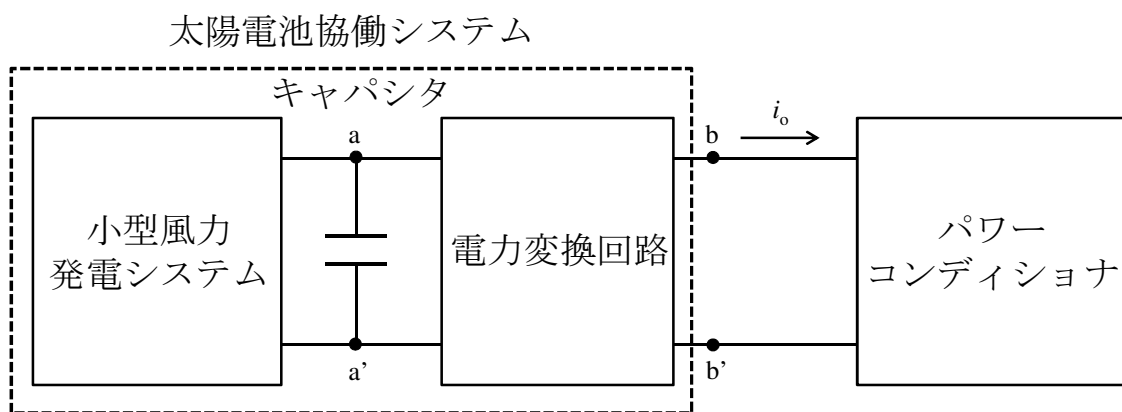 太陽電池協働システム
キャパシタ
a
b
io
小型風力
発電システム
電力変換回路
パワー
コンディショナ
a’
b’